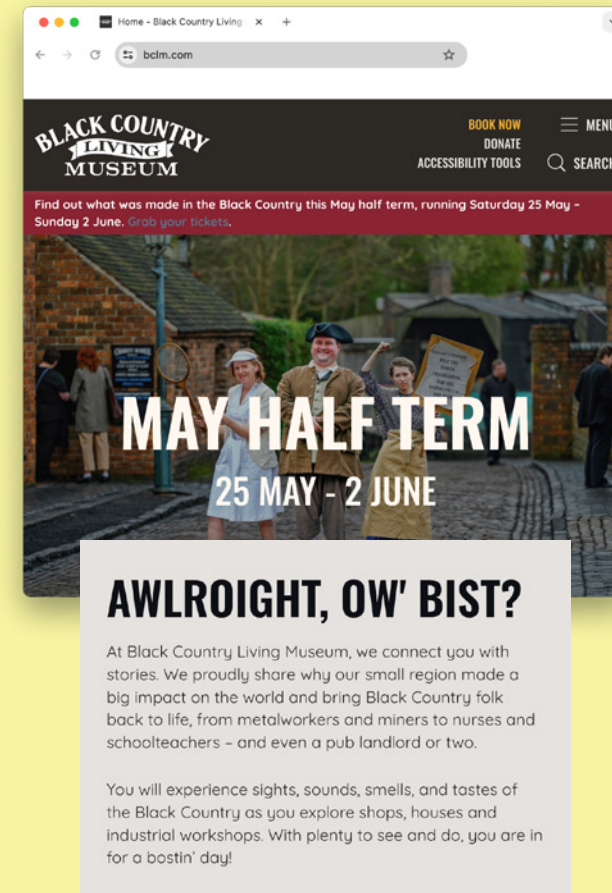 Home - Black Country Living
bclm.com
BLACK COUNTRY
LIVING
MUSEUM
BOOK NOW
DONATE
ACCESSIBILITY TOOLS
MENU
SEARCH
Find out what was made in the Black Country this May half term, running Saturday 25 May –
Sunday 2 June. Grab your tickets.
MAY HALF TERM
25 MAY - 2 JUNE
AWLROIGHT, OW' BIST?
At Black Country Living Museum, we connect you with
stories. We proudly share why our small region made a
big impact on the world and bring Black Country folk
back to life, from metalworkers and miners to nurses and
schoolteachers – and even a pub landlord or two.
You will experience sights, sounds, smells, and tastes of
the Black Country as you explore shops, houses and
industrial workshops. With plenty to see and do, you are in
for a bostin' day!